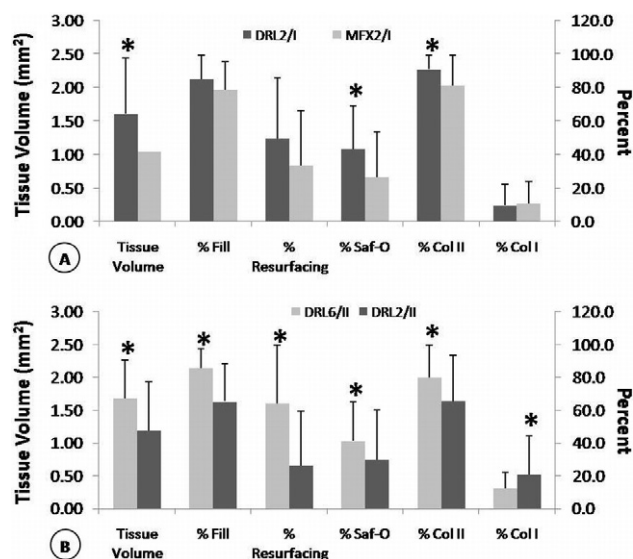 DRL2/I MFX2/I
Tissue Volume (mm²)
3.00 120.0
2.50 100.0
2.00 80.0
1.50 60.0
1.00 40.0
0.50 20.0
0.00 0.0
Percent
* * *
A
Tissue Volume % Fill % Resurfacing % Saf-O % Col II % Col I
DRL6/II DRL2/II
Tissue Volume (mm²)
3.00 120.0
2.50 100.0
2.00 80.0
1.50 60.0
1.00 40.0
0.50 20.0
0.00 0.0
Percent
* * * * * *
B
Tissue Volume % Fill % Resurfacing % Saf-O % Col II % Col I